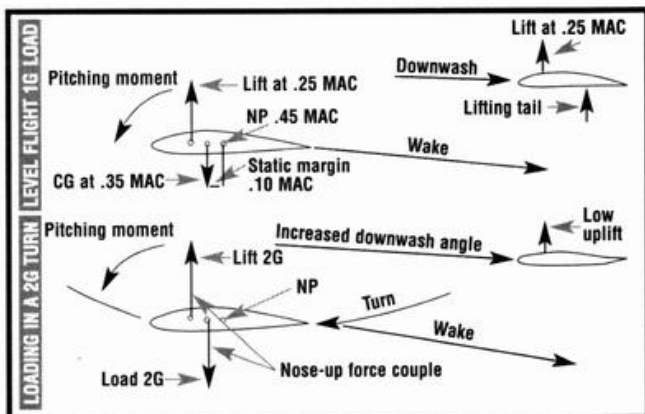 LEVEL FLIGHT 1G LOAD
Pitching moment
Lift at .25 MAC
NP .45 MAC
CG at .35 MAC
Static margin
.10 MAC
Downwash
Lift at .25 MAC
Lifting tail
Wake
LOADING IN A 2G TURN
Pitching moment
Lift 2G
NP
Load 2G
Nose-up force couple
Increased downwash angle
Low
uplift
Turn
Wake